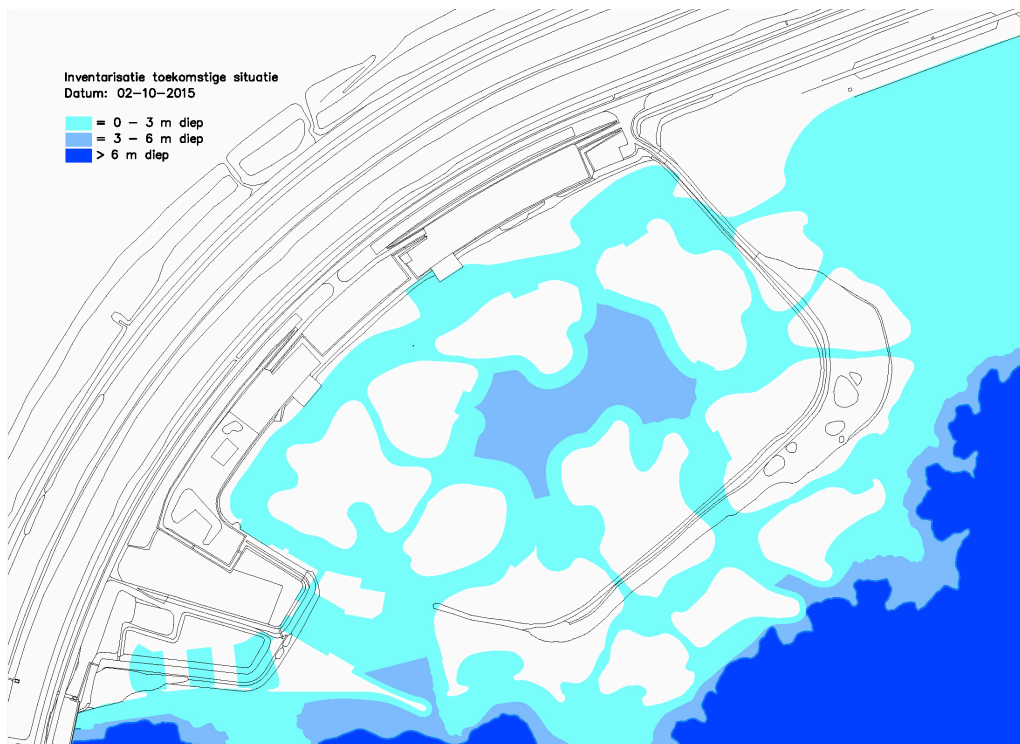 Inventarisatie toekomstige situatie
Datum: 02-10-2015
= 0 - 3 m diep
= 3 - 6 m diep
> 6 m diep